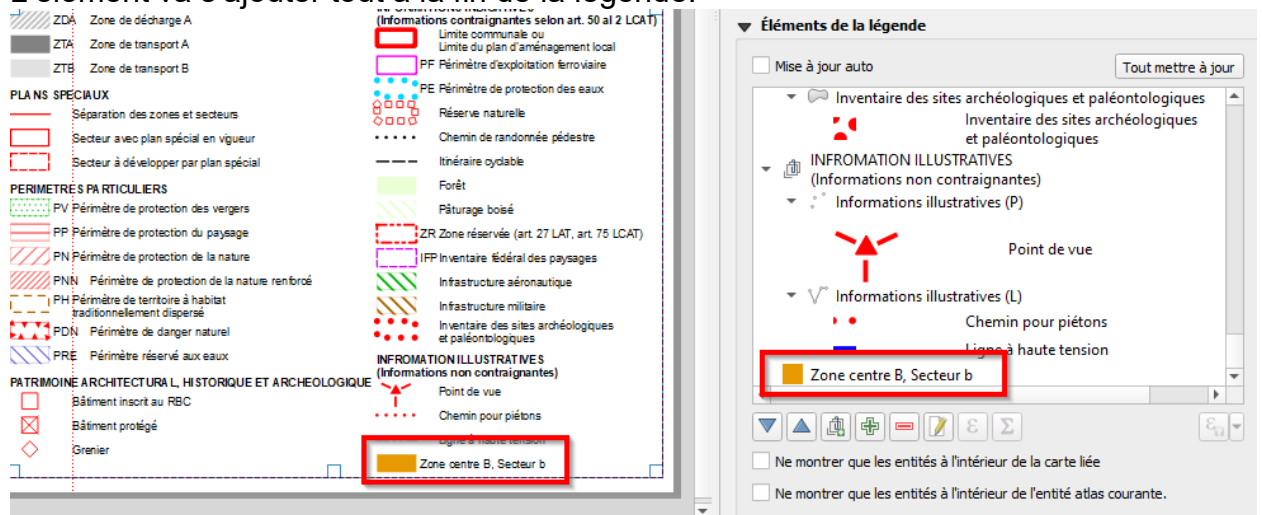 L'élément va s'ajouter tout à la fin de la légende.
ZDA Zone de décharge A
ZTA Zone de transport A
ZTB Zone de transport B
PLANS SPECIAUX
Séparation des zones et secteurs
Secteur avec plan spécial en vigueur
Secteur à développer par plan spécial
PERIMETRES PARTICULIERS
PV Périmètre de protection des vergers
PP Périmètre de protection du paysage
PN Périmètre de protection de la nature
PNN Périmètre de protection de la nature renforcé
PH Périmètre de territoire à habitat
traditionnellement dispersé
PDN Périmètre de danger naturel
PRE Périmètre réservé aux eaux
PATRIMOINE ARCHITECTURAL, HISTORIQUE ET ARCHEOLOGIQUE
Bâtiment inscrit au RBC
Bâtiment protégé
Grenier
INFORMATIONS INDICATIVES
(Informations contraignantes selon art. 50 al 2 LCAT)
Limite communale ou
Limite du plan d'aménagement local
PF Périmètre d'exploitation ferroviaire
PE Périmètre de protection des eaux
Réserve naturelle
Chemin de randonnée pédestre
Itinéraire cyclable
Forêt
Pâturage boisé
ZR Zone réservée (art. 27 LAT, art. 75 LCAT)
IFP Inventaire fédéral des paysages
Infrastructure aéronautique
Infrastructure militaire
Inventaire des sites archéologiques
et paléontologiques
INFROMATION ILLUSTRATIVES
(Informations non contraignantes)
Point de vue
Chemin pour piétons
Ligne à haute tension
Zone centre B, Secteur b
Éléments de la légende
Mise à jour auto
Tout mettre à jour
Inventaire des sites archéologiques et paléontologiques
Inventaire des sites archéologiques
et paléontologiques
INFROMATION ILLUSTRATIVES
(Informations non contraignantes)
Informations illustratives (P)
Point de vue
Informations illustratives (L)
Chemin pour piétons
Ligne à haute tension
Zone centre B, Secteur b
Ne montrer que les entités à l'intérieur de la carte liée
Ne montrer que les entités à l'intérieur de l'entité atlas courante.